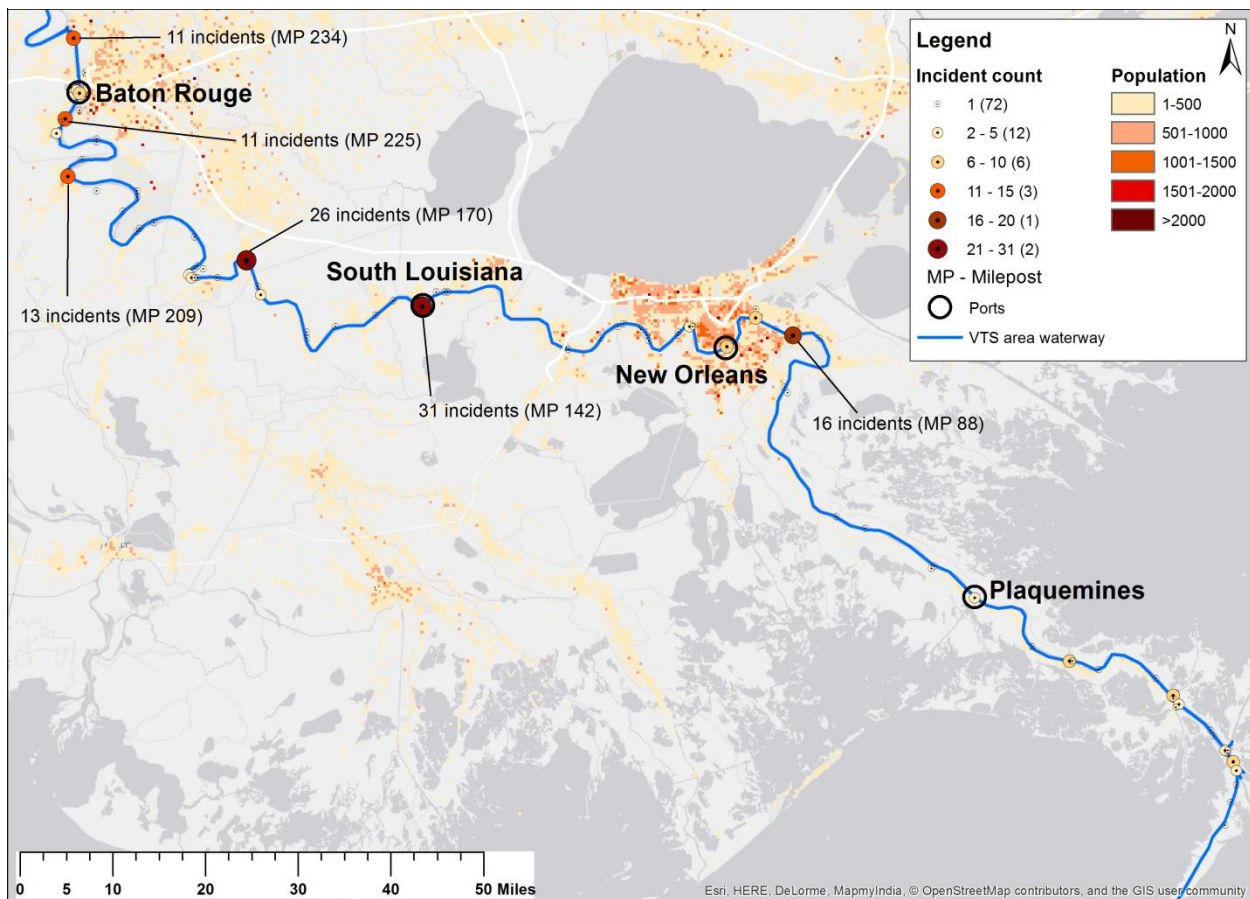 11 incidents (MP 234)
Baton Rouge
11 incidents (MP 225)
26 incidents (MP 170)
South Louisiana
13 incidents (MP 209)
31 incidents (MP 142)
New Orleans
16 incidents (MP 88)
Plaquemines
Legend
N
Incident count
1 (72)
2 - 5 (12)
6 - 10 (6)
11 - 15 (3)
16 - 20 (1)
21 - 31 (2)
MP - Milepost
Ports
VTS area waterway
Population
1-500
501-1000
1001-1500
1501-2000
>2000
0 5 10 20 30 40 50 Miles
Esri, HERE, DeLorme, MapmyIndia, © OpenStreetMap contributors, and the GIS user community